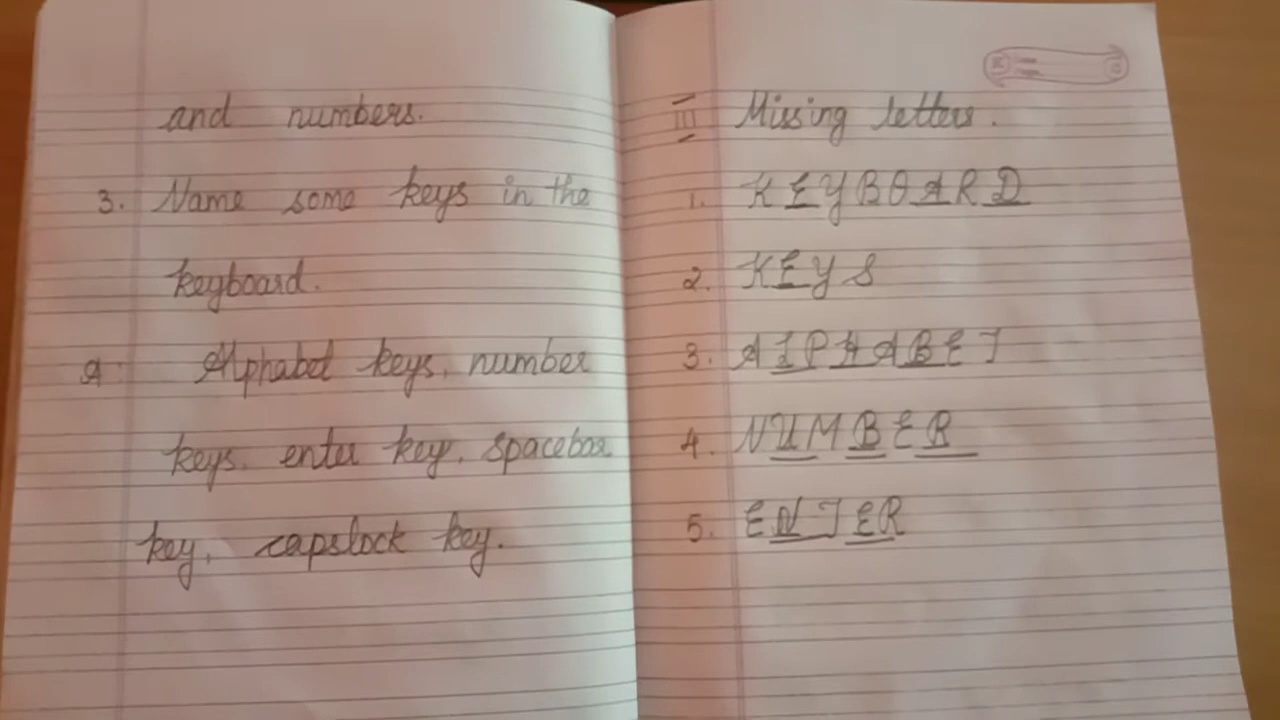 and numbers.
3. Name some keys in the
keyboard.
A: Alphabet keys, number
keys, enter key, spacebar
key, capslock key.
III Missing letters.
1. KEYBOARD
2. KEYS
3. ALPHABET
4. NUMBER
5. ENTER